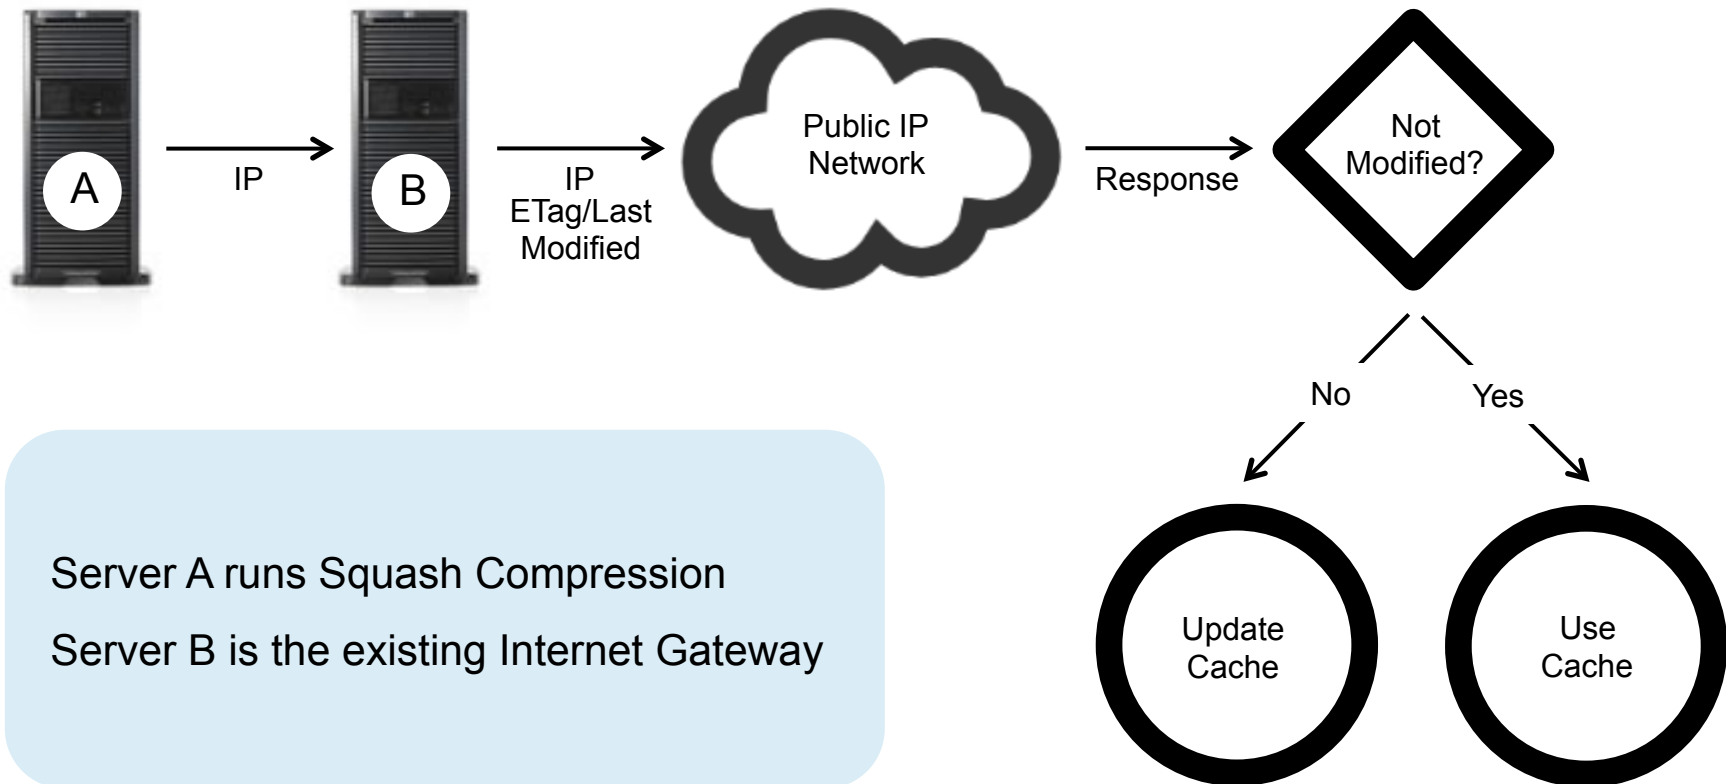 A
IP
B
IP
ETag/Last
Modified
Public IP
Network
Response
Not
Modified?
No
Yes
Server A runs Squash Compression
Server B is the existing Internet Gateway
Update
Cache
Use
Cache